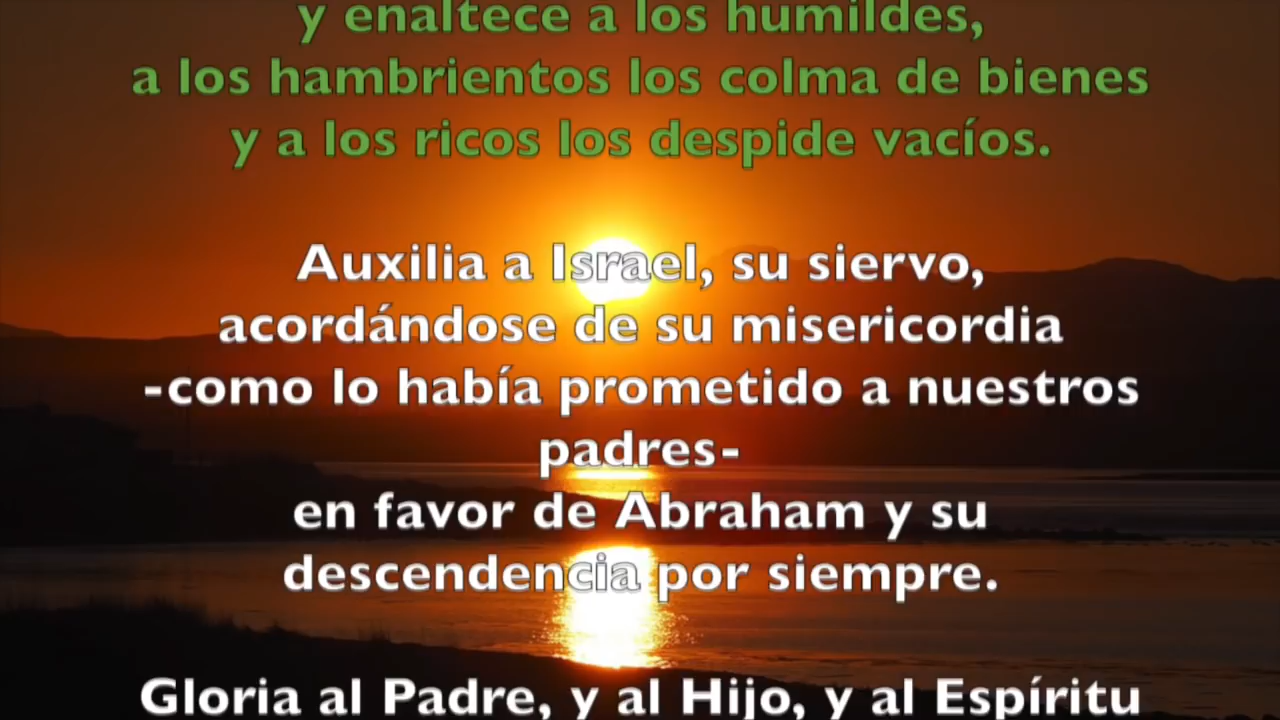 y enaltece a los humildes,
a los hambrientos los colma de bienes
y a los ricos los despide vacíos.
Auxilia a Israel, su siervo,
acordándose de su misericordia
-como lo había prometido a nuestros
padres-
en favor de Abraham y su
descendencia por siempre.
Gloria al Padre, y al Hijo, y al Espíritu